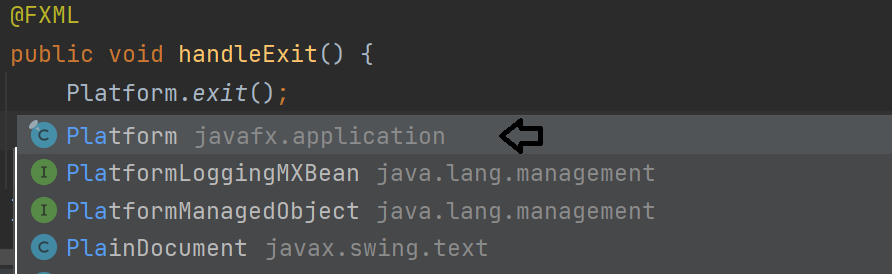 @FXML
public void handleExit() {
Platform.exit();
C Platform javafx.application
I PlatformLoggingMXBean java.lang.management
I PlatformManagedObject java.lang.management
C PlainDocument javax.swing.text